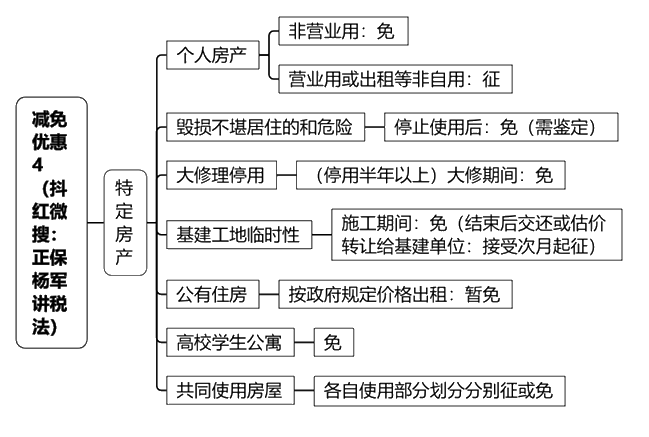 减免
优惠
4
（抖
红微
搜：
正保
杨军
讲税
法）
特
定
房
产
个人房产
非营业用：免
营业用或出租等非自用：征
毁损不堪居住的和危险
停止使用后：免（需鉴定）
大修理停用
（停用半年以上）大修期间：免
基建工地临时性
施工期间：免（结束后交还或估价
转让给基建单位：接受次月起征）
公有住房
按政府规定价格出租：暂免
高校学生公寓
免
共同使用房屋
各自使用部分划分分别征或免